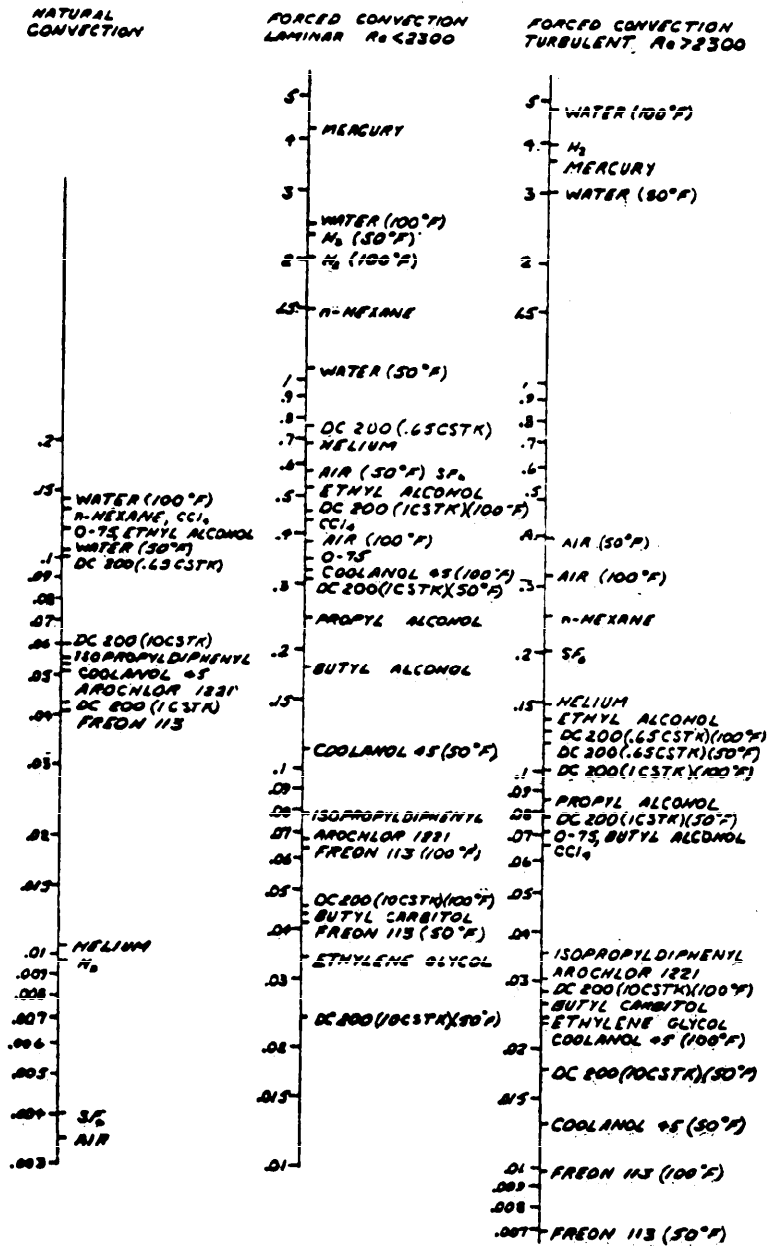 NATURAL
CONVECTION
.2
.15
WATER (100°F)
n-HEXANE, CCl4
O-75, ETHYL ALCOHOL
WATER (50°F)
.1
DC 200 (.65 CSTK)
.09
.08
.07
.06
DC 200 (10CSTK)
ISOPROPYLDIPHENYL
.05
COOLANOL 45
AROCHLOR 1221
DC 200 (1CSTK)
.04
FREON 113
.03
.02
.015
HELIUM
.01
H2
.009
.008
.007
.006
.005
.004
SF6
AIR
.003
FORCED CONVECTION
LAMINAR Re<2300
5
MERCURY
4
3
WATER (100°F)
H2 (50°F)
2
H2 (100°F)
1.5
n-HEXANE
WATER (50°F)
1
.9
.8
DC 200 (.65CSTK)
.7
HELIUM
.6
AIR (50°F) SF6
.5
ETHYL ALCOHOL
DC 200 (1CSTK)(100°F)
CCl4
.4
AIR (100°F)
O-75
COOLANOL 45 (100°F)
.3
DC 200 (1CSTK)(50°F)
PROPYL ALCOHOL
.2
BUTYL ALCOHOL
.15
COOLANOL 45 (50°F)
.1
.09
.08
ISOPROPYLDIPHENYL
.07
AROCHLOR 1221
FREON 113 (100°F)
.06
.05
DC 200 (10CSTK)(100°F)
BUTYL CARBITOL
.04
FREON 113 (50°F)
ETHYLENE GLYCOL
.03
DC 200 (10CSTK)(50°F)
.02
.015
.01
FORCED CONVECTION
TURBULENT, Re>2300
5
WATER (100°F)
4
H2
MERCURY
3
WATER (50°F)
2
1.5
1
.9
.8
.7
.6
.5
.4
AIR (50°F)
AIR (100°F)
.3
n-HEXANE
.2
SF6
.15
HELIUM
ETHYL ALCOHOL
DC 200 (.65CSTK)(100°F)
DC 200 (.65CSTK)(50°F)
.1
DC 200 (1CSTK)(100°F)
.09
PROPYL ALCOHOL
.08
DC 200 (1CSTK)(50°F)
.07
O-75, BUTYL ALCOHOL
CCl4
.06
.05
.04
ISOPROPYLDIPHENYL
AROCHLOR 1221
.03
DC 200 (10CSTK)(100°F)
BUTYL CARBITOL
ETHYLENE GLYCOL
COOLANOL 45 (100°F)
.02
DC 200 (10CSTK)(50°F)
.015
COOLANOL 45 (50°F)
.01
FREON 113 (100°F)
.009
.008
.007
FREON 113 (50°F)